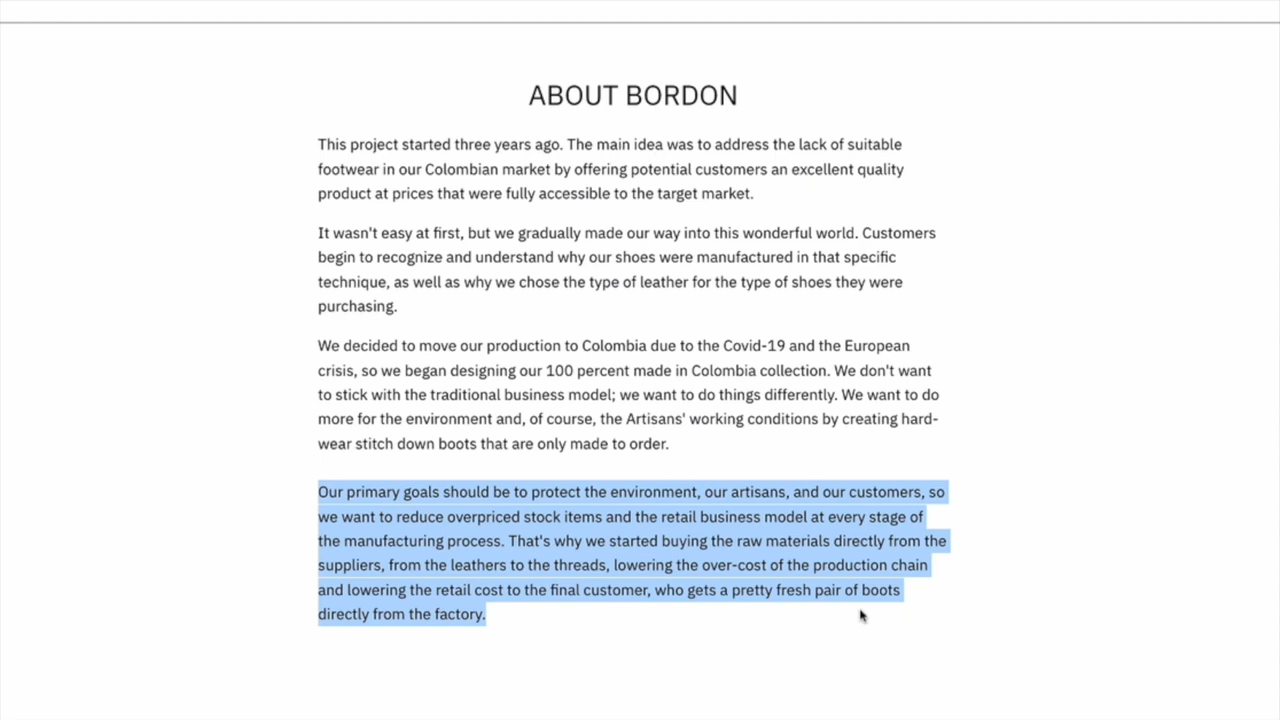 ABOUT BORDON
This project started three years ago. The main idea was to address the lack of suitable
footwear in our Colombian market by offering potential customers an excellent quality
product at prices that were fully accessible to the target market.
It wasn't easy at first, but we gradually made our way into this wonderful world. Customers
begin to recognize and understand why our shoes were manufactured in that specific
technique, as well as why we chose the type of leather for the type of shoes they were
purchasing.
We decided to move our production to Colombia due to the Covid-19 and the European
crisis, so we began designing our 100 percent made in Colombia collection. We don't want
to stick with the traditional business model; we want to do things differently. We want to do
more for the environment and, of course, the Artisans' working conditions by creating hard-
wear stitch down boots that are only made to order.
Our primary goals should be to protect the environment, our artisans, and our customers, so
we want to reduce overpriced stock items and the retail business model at every stage of
the manufacturing process. That's why we started buying the raw materials directly from the
suppliers, from the leathers to the threads, lowering the over-cost of the production chain
and lowering the retail cost to the final customer, who gets a pretty fresh pair of boots
directly from the factory.